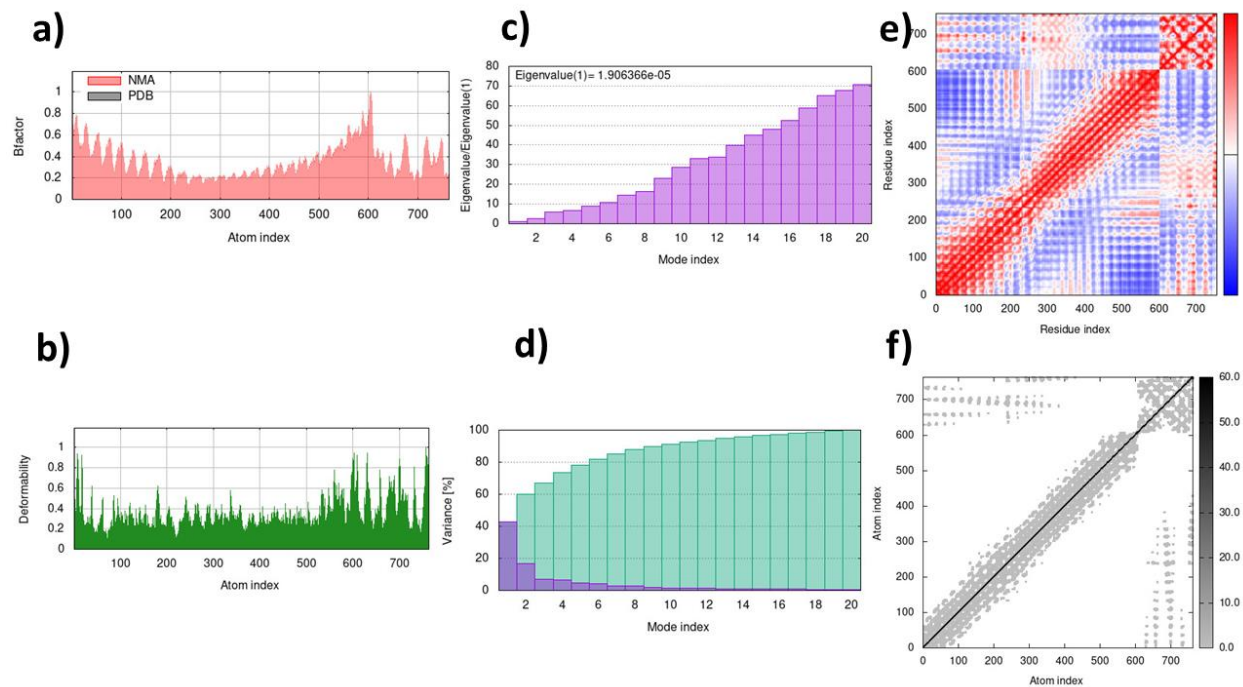 a)
NMA
PDB
1
0.8
0.6
0.4
0.2
0
Bfactor
100 200 300 400 500 600 700
Atom index
c)
Eigenvalue(1)= 1.906366e-05
80
70
60
50
40
30
20
10
0
Eigenvalue/Eigenvalue(1)
2 4 6 8 10 12 14 16 18 20
Mode index
e)
700
600
500
400
300
200
100
0
Residue index
0 100 200 300 400 500 600 700
Residue index
b)
1
0.8
0.6
0.4
0.2
0
Deformability
100 200 300 400 500 600 700
Atom index
d)
100
80
60
40
20
0
Variance [%]
2 4 6 8 10 12 14 16 18 20
Mode index
f)
700
600
500
400
300
200
100
0
Atom index
0 100 200 300 400 500 600 700
Atom index
60.0
50.0
40.0
30.0
20.0
10.0
0.0